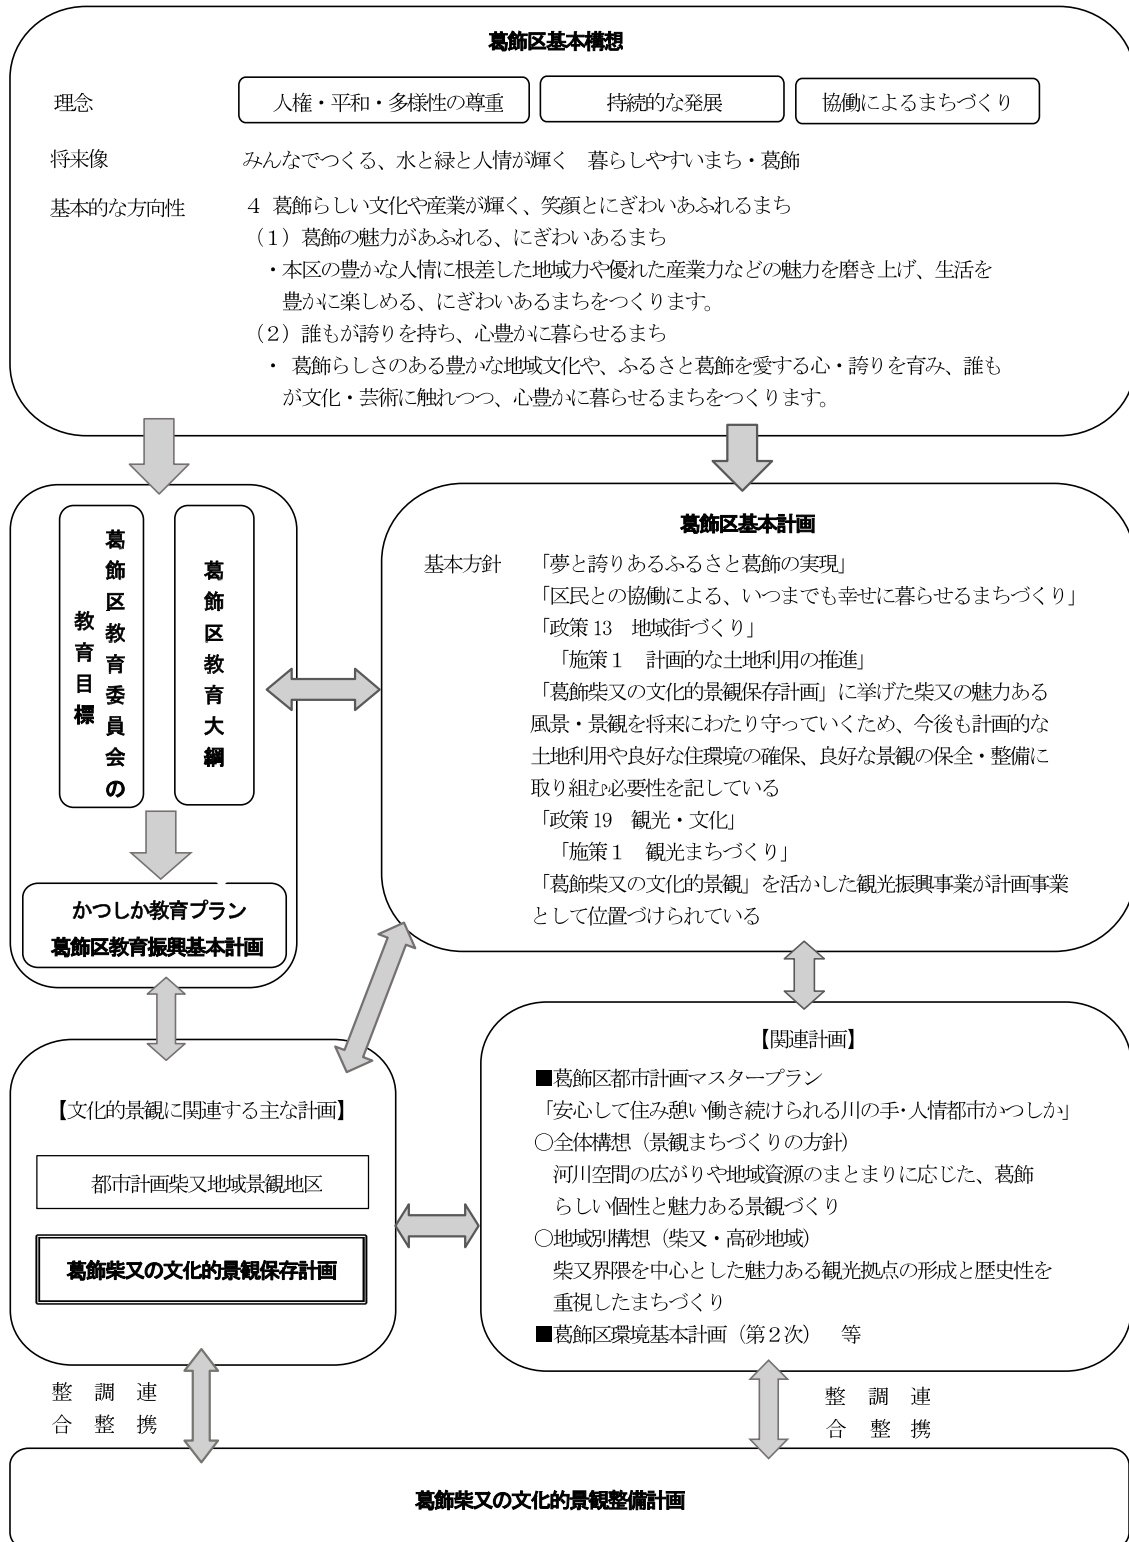 葛飾区基本構想
理念
人権・平和・多様性の尊重
持続的な発展
協働によるまちづくり
将来像
みんなでつくる、水と緑と人情が輝く　暮らしやすいまち・葛飾
基本的な方向性
４ 葛飾らしい文化や産業が輝く、笑顔とにぎわいあふれるまち
（１）葛飾の魅力があふれる、にぎわいあるまち
・本区の豊かな人情に根差した地域力や優れた産業力などの魅力を磨き上げ、生活を
豊かに楽しめる、にぎわいあるまちをつくります。
（２）誰もが誇りを持ち、心豊かに暮らせるまち
・ 葛飾らしさのある豊かな地域文化や、ふるさと葛飾を愛する心・誇りを育み、誰も
が文化・芸術に触れつつ、心豊かに暮らせるまちをつくります。
葛飾区教育委員会の
教育目標
葛飾区教育大綱
かつしか教育プラン
葛飾区教育振興基本計画
葛飾区基本計画
基本方針
「夢と誇りあるふるさと葛飾の実現」
「区民との協働による、いつまでも幸せに暮らせるまちづくり」
「政策 13　地域街づくり」
「施策１　計画的な土地利用の推進」
「葛飾柴又の文化的景観保存計画」に挙げた柴又の魅力ある
風景・景観を将来にわたり守っていくため、今後も計画的な
土地利用や良好な住環境の確保、良好な景観の保全・整備に
取り組む必要性を記している
「政策 19　観光・文化」
「施策１　観光まちづくり」
「葛飾柴又の文化的景観」を活かした観光振興事業が計画事業
として位置づけられている
【文化的景観に関連する主な計画】
都市計画柴又地域景観地区
葛飾柴又の文化的景観保存計画
【関連計画】
■葛飾区都市計画マスタープラン
「安心して住み憩い働き続けられる川の手・人情都市かつしか」
○全体構想（景観まちづくりの方針）
河川空間の広がりや地域資源のまとまりに応じた、葛飾
らしい個性と魅力ある景観づくり
○地域別構想（柴又・高砂地域）
柴又界隈を中心とした魅力ある観光拠点の形成と歴史性を
重視したまちづくり
■葛飾区環境基本計画（第２次）　等
整　調　連
合　整　携
整　調　連
合　整　携
葛飾柴又の文化的景観整備計画